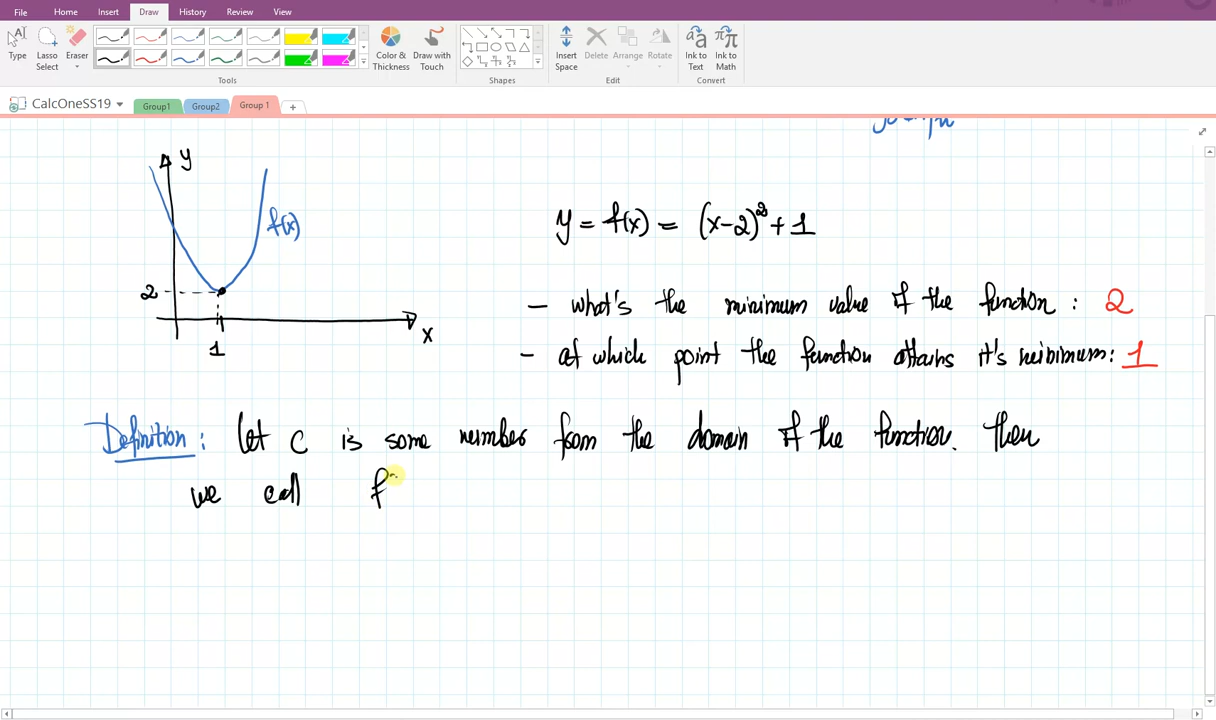 File Home Insert Draw History Review View
Type Lasso Select Eraser Color & Thickness Draw with Touch Insert Space Delete Arrange Rotate Ink to Text Ink to Math
Tools Shapes Edit Convert
CalcOneSS19 Group1 Group2 Group 1 +
y
f(x)
y = f(x) = (x-2)² + 1
2
- what's the minimum value of the function : 2
x
1
- at which point the function attains it's minimum: 1
Definition: let c is some number from the domain of the function. Then
we call f